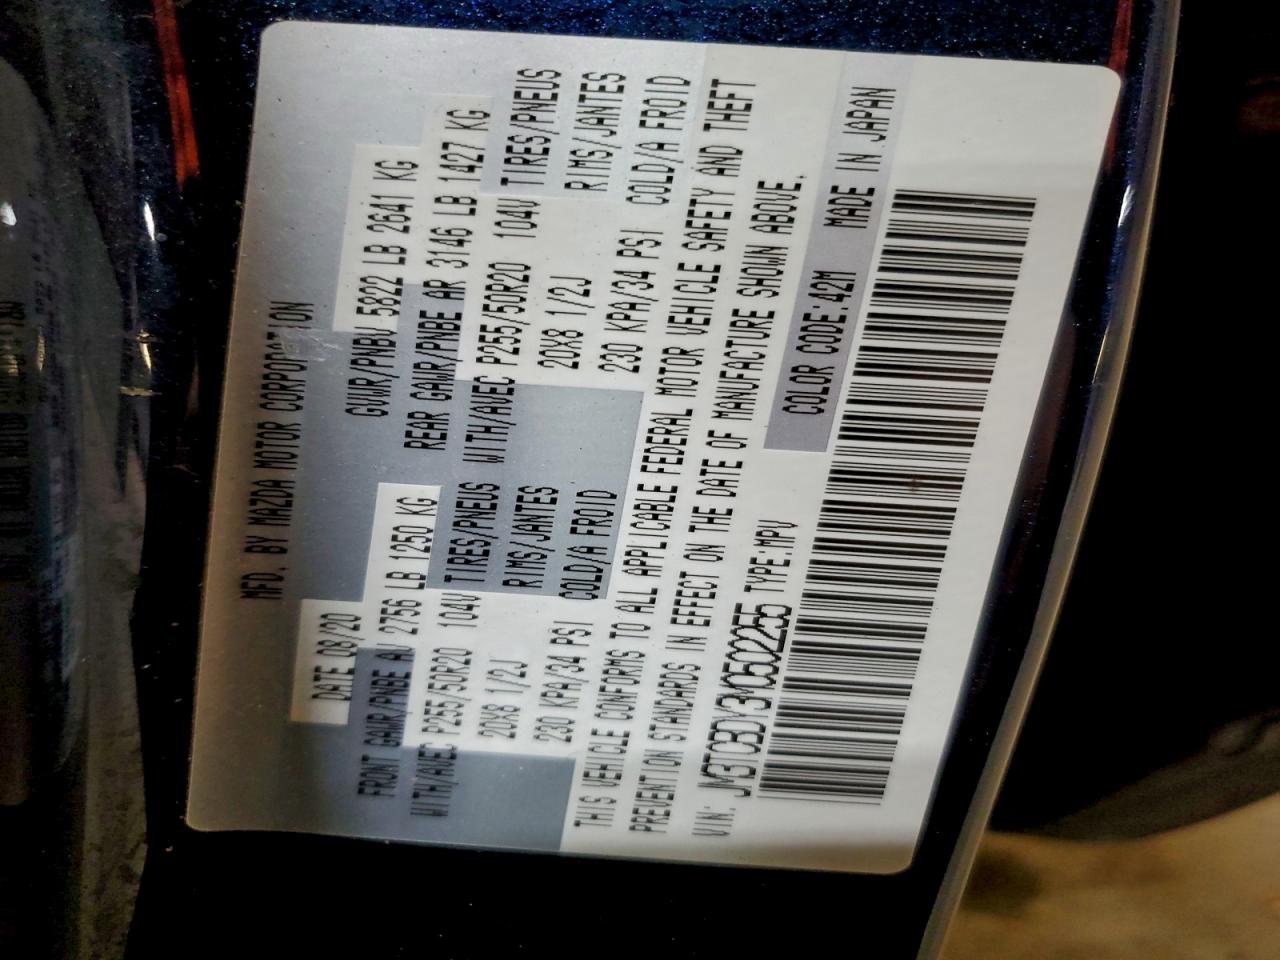 MFD. BY MAZDA MOTOR CORPORATION
DATE 08/20 GVWR/PNBV 5822 LB 2641 KG
FRONT GAWR/PNBE AV 2756 LB 1250 KG REAR GAWR/PNBE AR 3146 LB 1427 KG
WITH/AVEC P255/50R20 104V TIRES/PNEUS WITH/AVEC P255/50R20 104V TIRES/PNEUS
20X8 1/2J RIMS/JANTES 20X8 1/2J RIMS/JANTES
230 KPA/34 PSI COLD/A FROID 230 KPA/34 PSI COLD/A FROID
THIS VEHICLE CONFORMS TO ALL APPLICABLE FEDERAL MOTOR VEHICLE SAFETY AND THEFT
PREVENTION STANDARDS IN EFFECT ON THE DATE OF MANUFACTURE SHOWN ABOVE.
VIN: JM3TCBDY3M0502255 TYPE:MPV COLOR CODE:42M MADE IN JAPAN